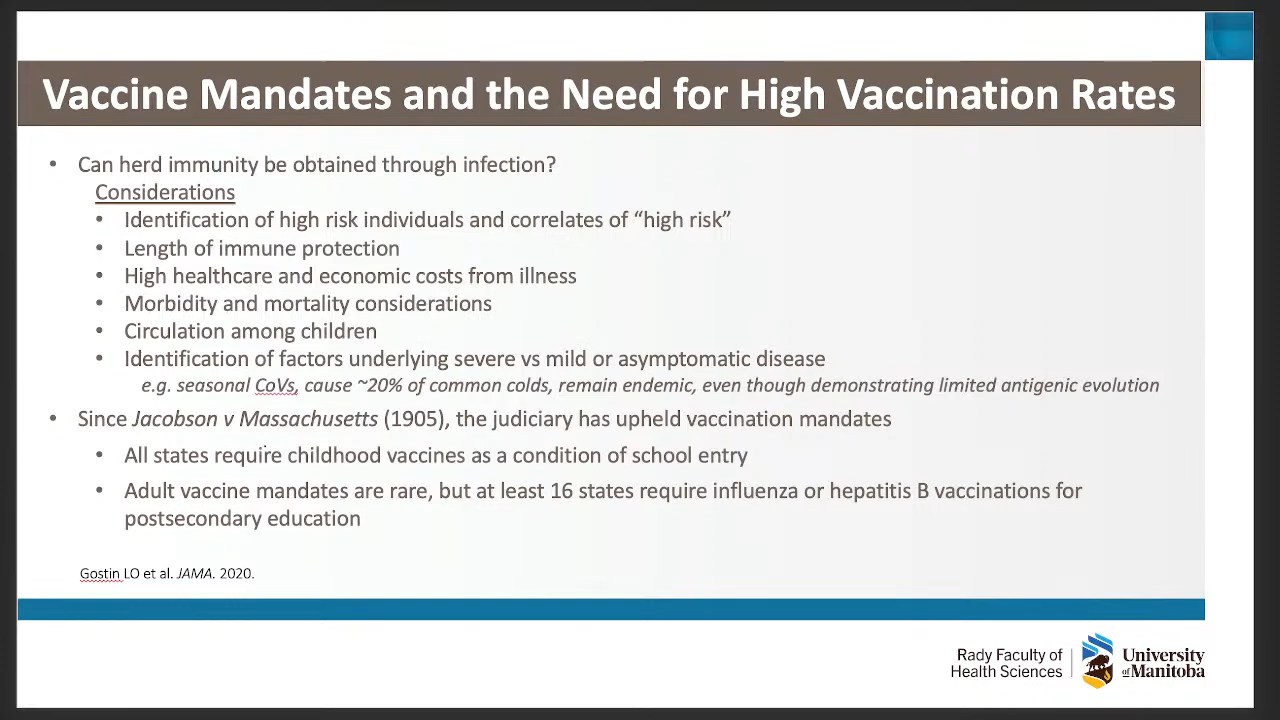 Vaccine Mandates and the Need for High Vaccination Rates
• Can herd immunity be obtained through infection?
Considerations
• Identification of high risk individuals and correlates of “high risk”
• Length of immune protection
• High healthcare and economic costs from illness
• Morbidity and mortality considerations
• Circulation among children
• Identification of factors underlying severe vs mild or asymptomatic disease
e.g. seasonal CoVs, cause ~20% of common colds, remain endemic, even though demonstrating limited antigenic evolution
• Since Jacobson v Massachusetts (1905), the judiciary has upheld vaccination mandates
• All states require childhood vaccines as a condition of school entry
• Adult vaccine mandates are rare, but at least 16 states require influenza or hepatitis B vaccinations for
postsecondary education
Gostin LO et al. JAMA. 2020.
Rady Faculty of
Health Sciences
University
of Manitoba